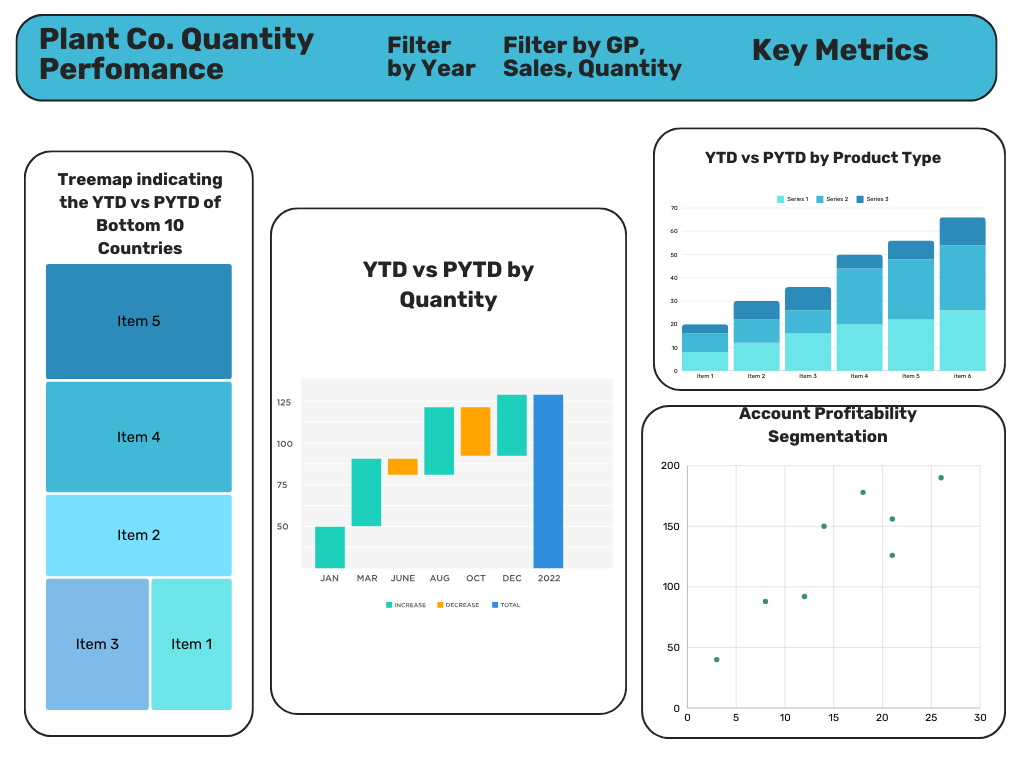 Plant Co. Quantity
Perfomance
Filter
by Year
Filter by GP,
Sales, Quantity
Key Metrics
Treemap indicating
the YTD vs PYTD of
Bottom 10
Countries
Item 5
Item 4
Item 2
Item 3
Item 1
YTD vs PYTD by
Quantity
125
100
75
50
JAN MAR JUNE AUG OCT DEC 2022
INCREASE DECREASE TOTAL
YTD vs PYTD by Product Type
Series 1 Series 2 Series 3
70
60
50
40
30
20
10
0
Item 1 Item 2 Item 3 Item 4 Item 5 item 6
Account Profitability
Segmentation
200
150
100
50
0
0 5 10 15 20 25 30